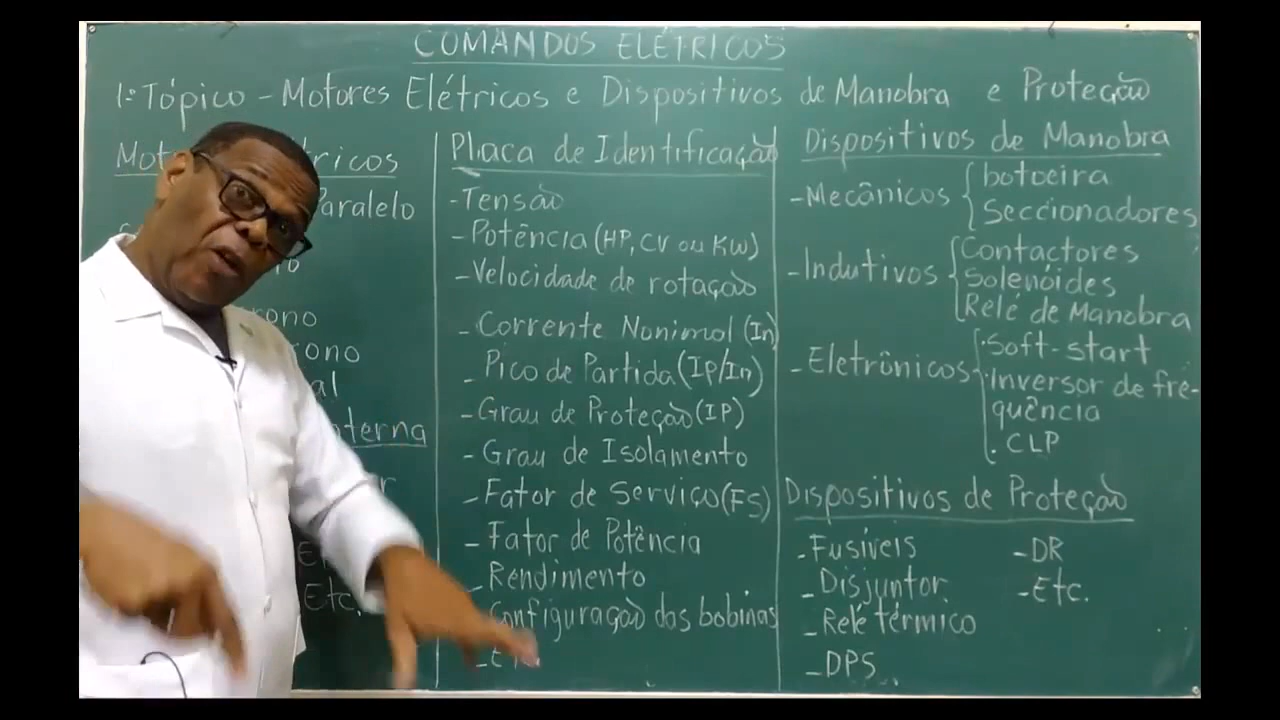 COMANDOS ELÉTRICOS
1º Tópico - Motores Elétricos e Dispositivos de Manobra e Proteção
Paralelo
Etc.
Placa de Identificação
- Tensão
- Potência (HP, CV ou KW)
- Velocidade de rotação
- Corrente Nonimol (In)
- Pico de Partida (Ip/In)
- Grau de Proteção (IP)
- Grau de Isolamento
- Fator de Serviço (FS)
- Fator de Potência
- Rendimento
- Configuração das bobinas
Dispositivos de Manobra
- Mecânicos { botoeira
Seccionadores
- Indutivos { Contactores
Solenóides
Relé de Manobra
- Eletrônicos { . Soft-start
. Inversor de fre-
quência
. CLP
Dispositivos de Proteção
- Fusíveis - DR
- Disjuntor - Etc.
- Relé térmico
- DPS